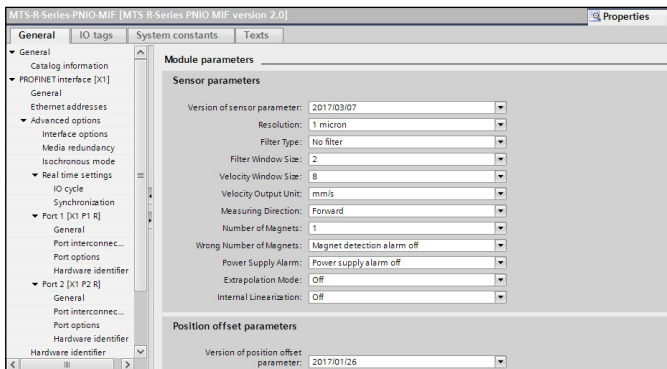 MTS-R-Series-PNIO-MIF [MTS R-Series PNIO MIF version 2.0]
Properties
General
IO tags
System constants
Texts
General
Catalog information
PROFINET interface [X1]
General
Ethernet addresses
Advanced options
Interface options
Media redundancy
Isochronous mode
Real time settings
IO cycle
Synchronization
Port 1 [X1 P1 R]
General
Port interconnec...
Port options
Hardware identifier
Port 2 [X1 P2 R]
General
Port interconnec...
Port options
Hardware identifier
Hardware identifier
Module parameters
Sensor parameters
Version of sensor parameter: 2017/03/07
Resolution: 1 micron
Filter Type: No filter
Filter Window Size: 2
Velocity Window Size: 8
Velocity Output Unit: mm/s
Measuring Direction: Forward
Number of Magnets: 1
Wrong Number of Magnets: Magnet detection alarm off
Power Supply Alarm: Power supply alarm off
Extrapolation Mode: Off
Internal Linearization: Off
Position offset parameters
Version of position offset
parameter: 2017/01/26